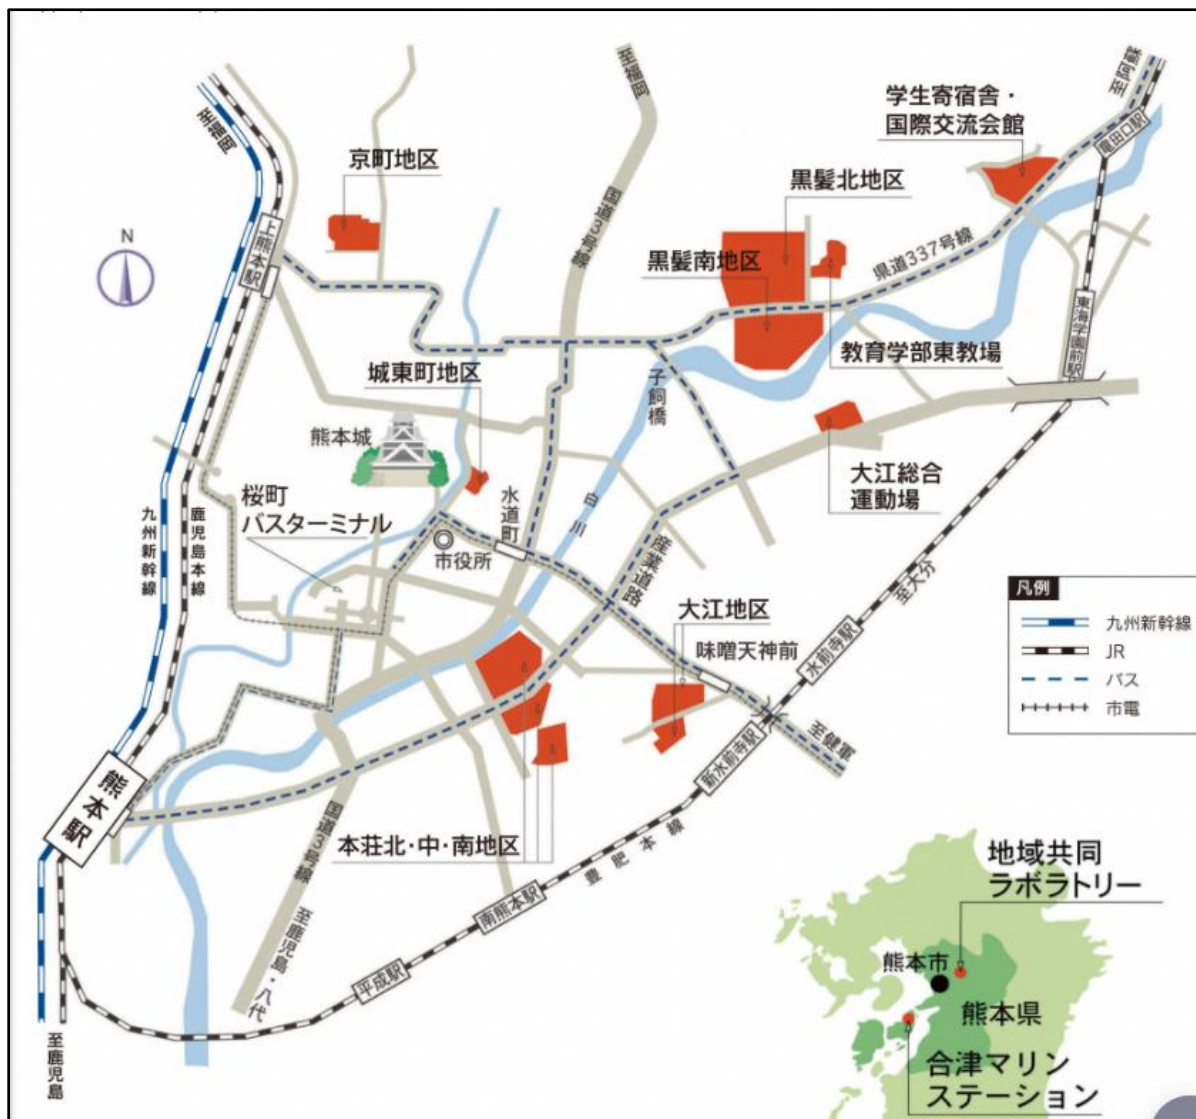 至福岡
至福岡
至阿蘇
学生寄宿舎・
国際交流会館
竜田口駅
京町地区
黒髪北地区
国道3号線
N
上熊本駅
黒髪南地区
県道337号線
東海学園前駅
教育学部東教場
城東町地区
子飼橋
熊本城
大江総合
運動場
桜町
バスターミナル
水道町
白川
九州新幹線
鹿児島本線
市役所
産業道路
至大分
大江地区
味噌天神前
水前寺駅
凡例
九州新幹線
JR
バス
市電
新水前寺駅
至健軍
熊本駅
国道3号線
本荘北・中・南地区
豊肥本線
南熊本駅
至鹿児島・八代
平成駅
至鹿児島
地域共同
ラボラトリー
熊本市
熊本県
合津マリン
ステーション